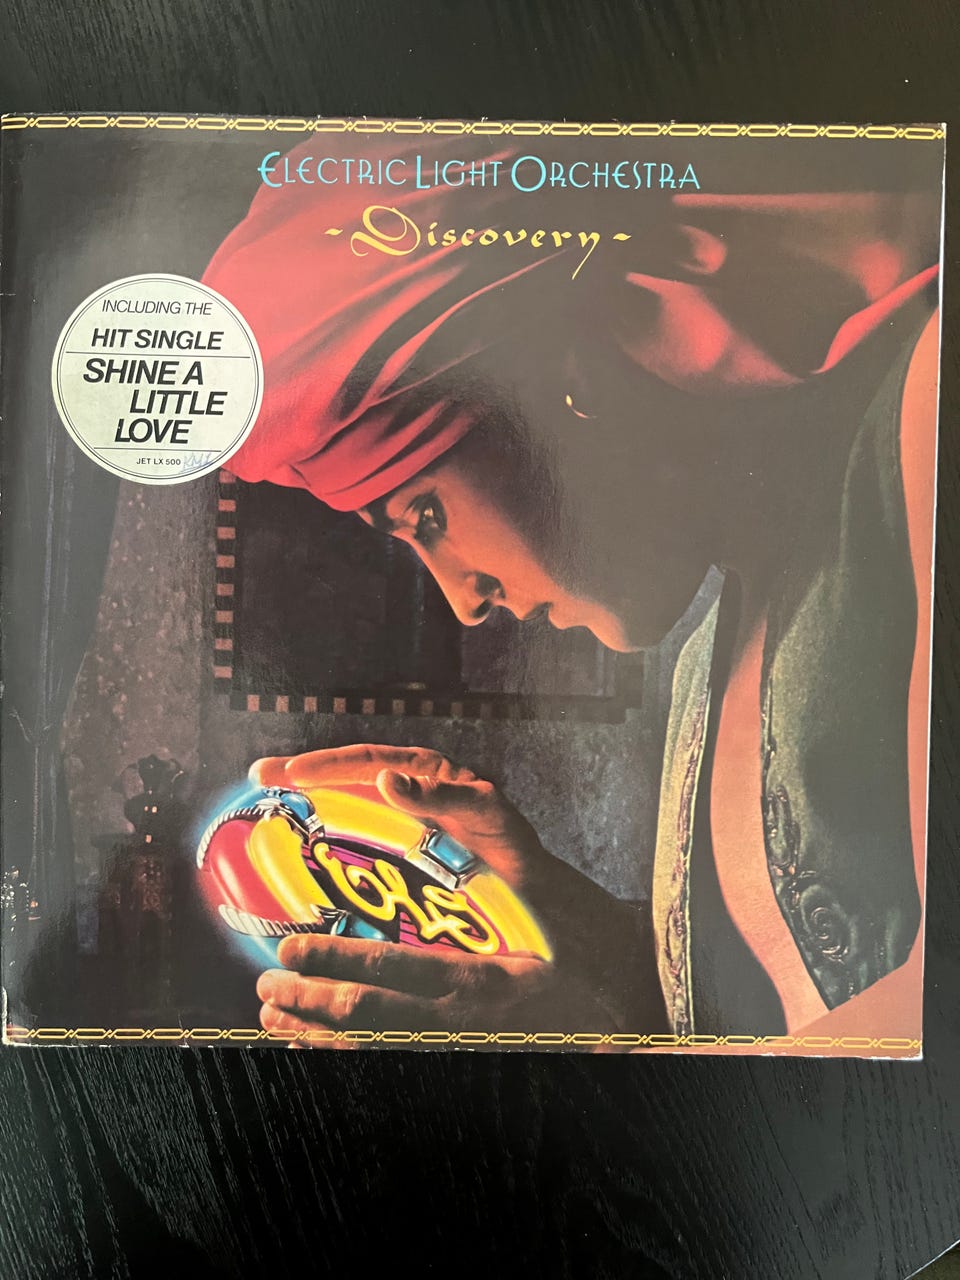 ELECTRIC LIGHT ORCHESTRA
-Discovery-
INCLUDING THE
HIT SINGLE
SHINE A
LITTLE
LOVE
JET LX 500
ELO